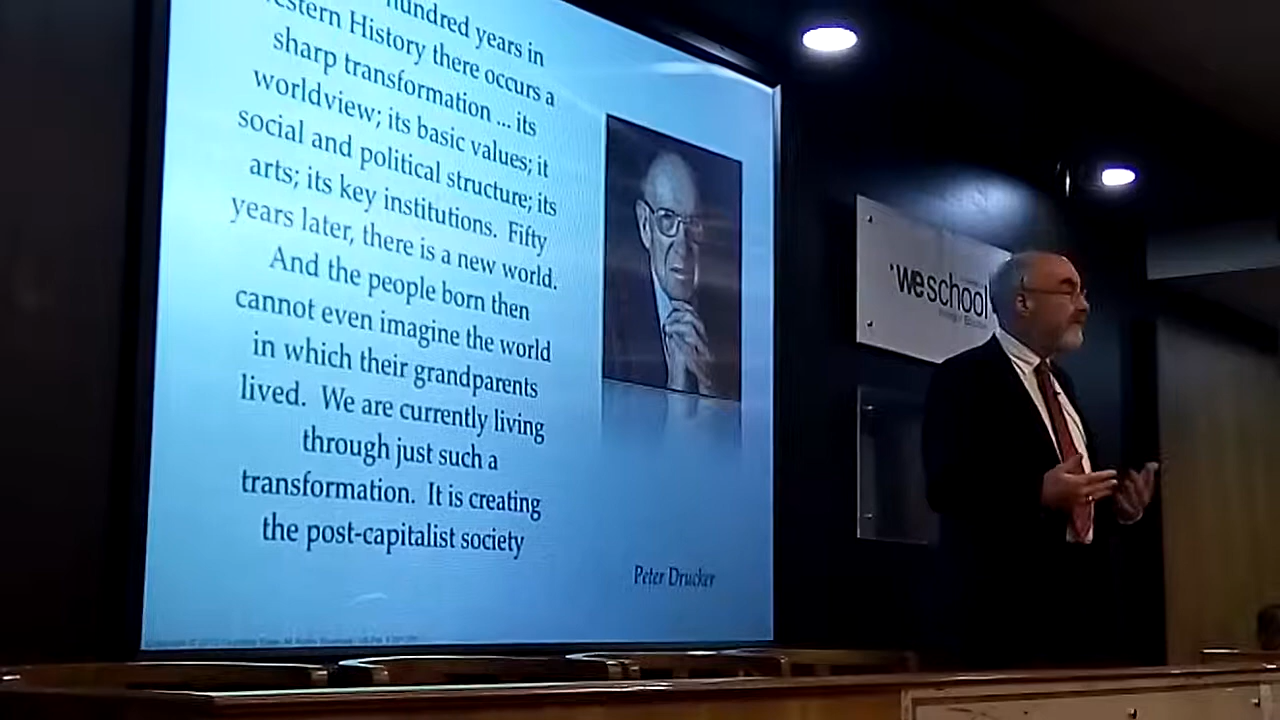 hundred years in
Western History there occurs a
sharp transformation ... its
worldview; its basic values; it
social and political structure; its
arts; its key institutions.  Fifty
years later, there is a new world.
And the people born then
cannot even imagine the world
in which their grandparents
lived.  We are currently living
through just such a
transformation.  It is creating
the post-capitalist society
Peter Drucker
weschool